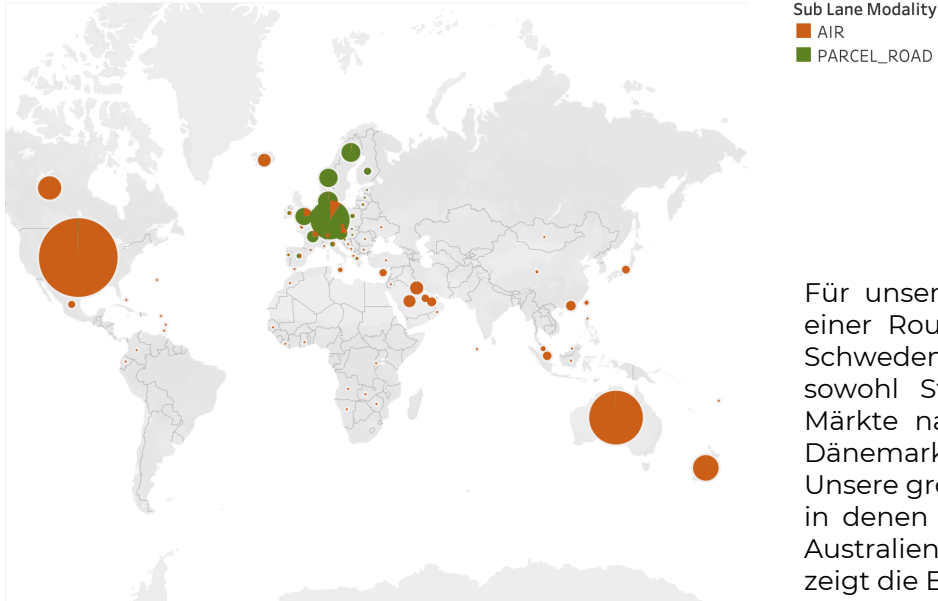 Sub Lane Modality
AIR
PARCEL_ROAD
Für unser
einer Rou
Schweden
sowohl St
Märkte na
Dänemark
Unsere gro
in denen
Australien
zeigt die E